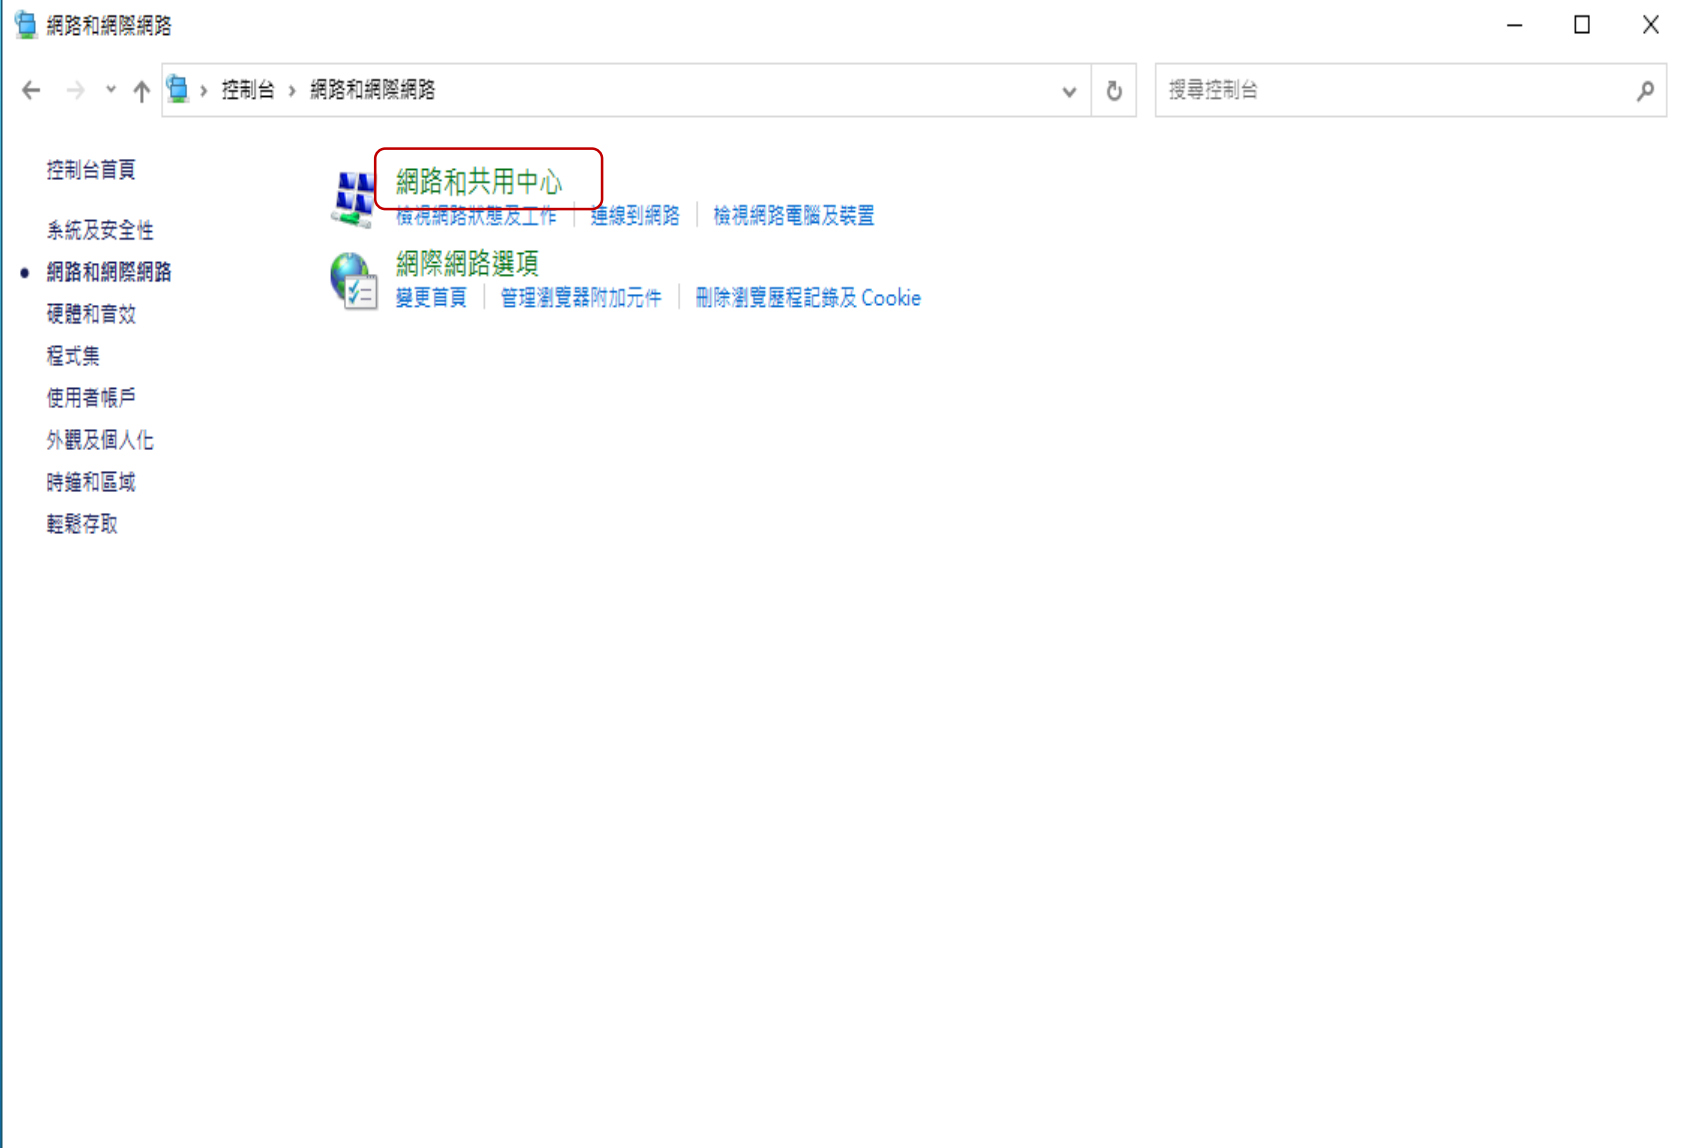 網路和網際網路
控制台 網路和網際網路
搜尋控制台
控制台首頁
系統及安全性
網路和網際網路
硬體和音效
程式集
使用者帳戶
外觀及個人化
時鐘和區域
輕鬆存取
網路和共用中心
檢視網路狀態及工作 連線到網路 檢視網路電腦及裝置
網際網路選項
變更首頁 管理瀏覽器附加元件 刪除瀏覽歷程記錄及 Cookie